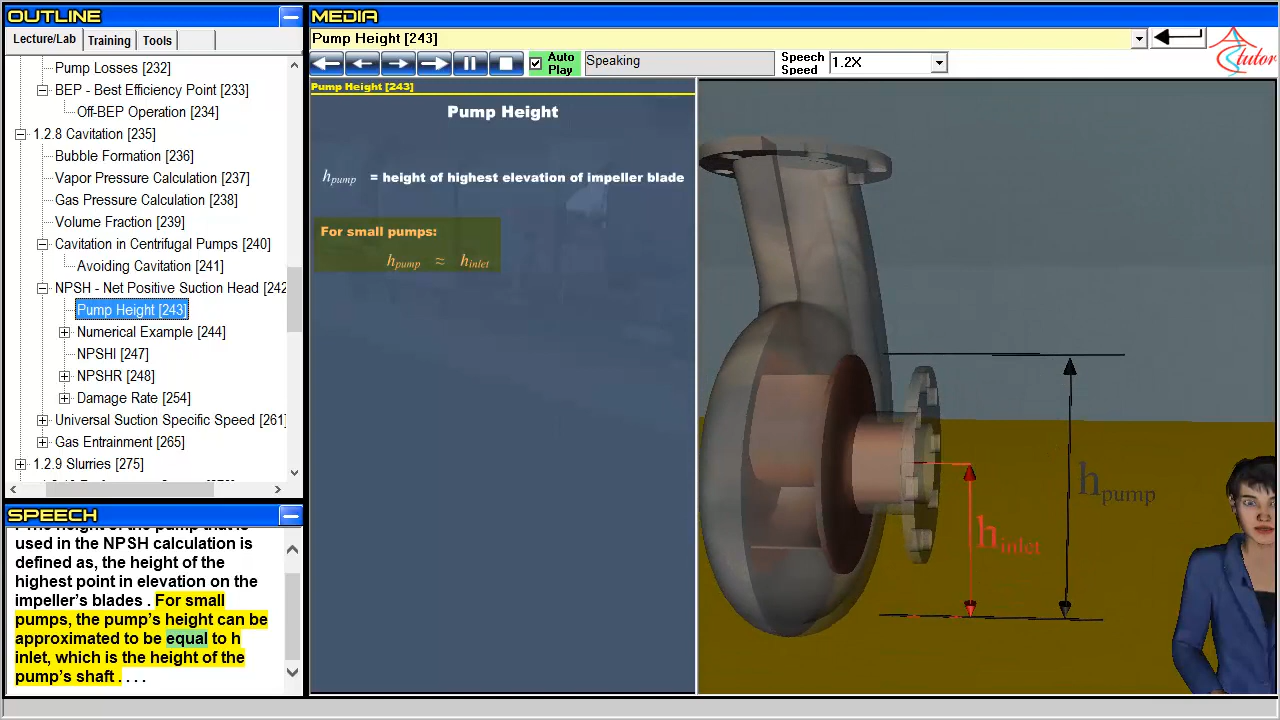 OUTLINE
Lecture/Lab Training Tools
Pump Losses [232]
BEP - Best Efficiency Point [233]
Off-BEP Operation [234]
1.2.8 Cavitation [235]
Bubble Formation [236]
Vapor Pressure Calculation [237]
Gas Pressure Calculation [238]
Volume Fraction [239]
Cavitation in Centrifugal Pumps [240]
Avoiding Cavitation [241]
NPSH - Net Positive Suction Head [242
Pump Height [243]
Numerical Example [244]
NPSHI [247]
NPSHR [248]
Damage Rate [254]
Universal Suction Specific Speed [261]
Gas Entrainment [265]
1.2.9 Slurries [275]
SPEECH
used in the NPSH calculation is
defined as, the height of the
highest point in elevation on the
impeller's blades . For small
pumps, the pump's height can be
approximated to be equal to h
inlet, which is the height of the
pump's shaft . . . . .
MEDIA
Pump Height [243]
Auto Play
Speaking
Speech Speed
1.2X
tutor
Pump Height [243]
Pump Height
hpump = height of highest elevation of impeller blade
For small pumps:
hpump ≈ hinlet
hpump
hinlet